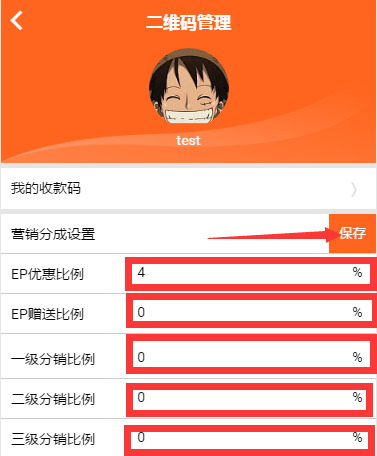 二维码管理
test
我的收款码
营销分成设置 保存
EP优惠比例 4 %
EP赠送比例 0 %
一级分销比例 0 %
二级分销比例 0 %
三级分销比例 0 %